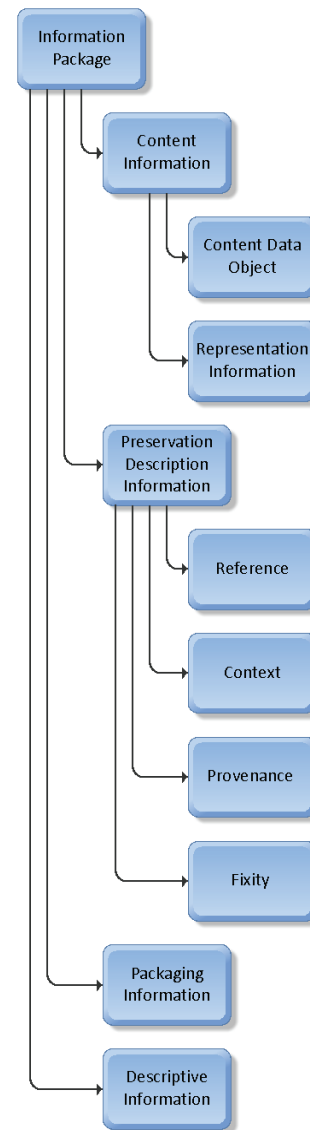 Information
Package
Content
Information
Content Data
Object
Representation
Information
Preservation
Description
Information
Reference
Context
Provenance
Fixity
Packaging
Information
Descriptive
Information